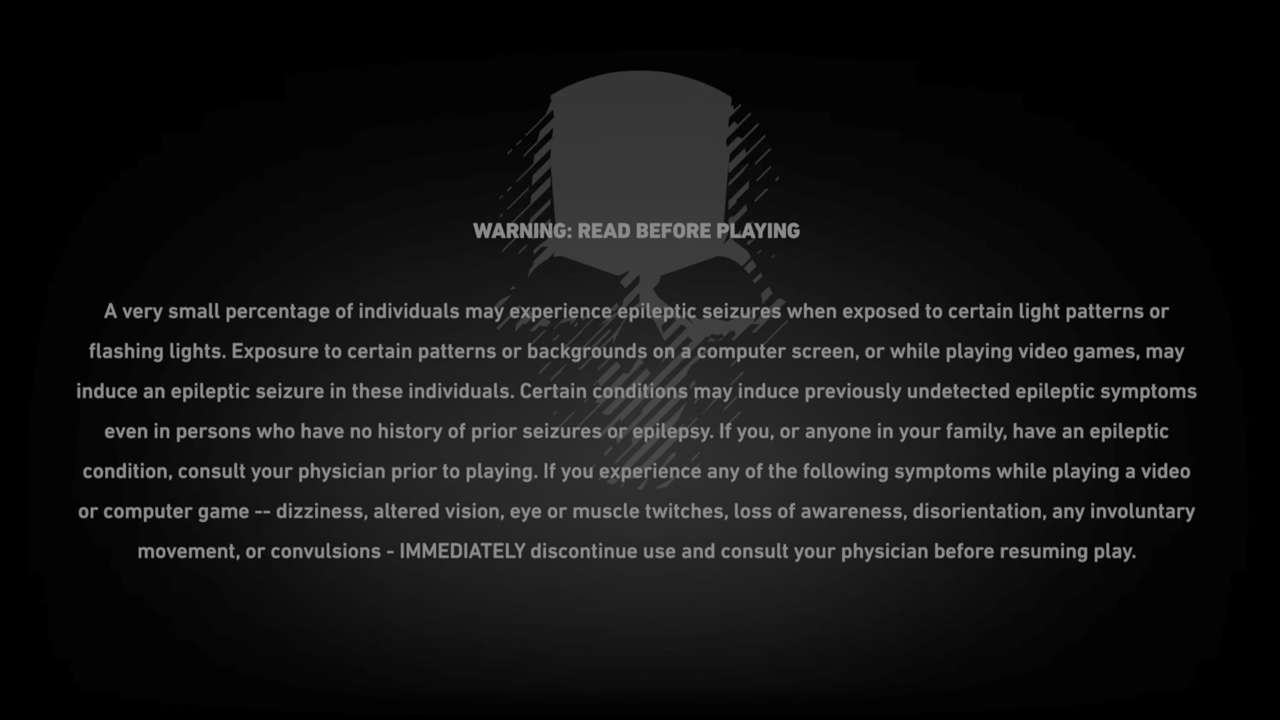 WARNING: READ BEFORE PLAYING
A very small percentage of individuals may experience epileptic seizures when exposed to certain light patterns or
flashing lights. Exposure to certain patterns or backgrounds on a computer screen, or while playing video games, may
induce an epileptic seizure in these individuals. Certain conditions may induce previously undetected epileptic symptoms
even in persons who have no history of prior seizures or epilepsy. If you, or anyone in your family, have an epileptic
condition, consult your physician prior to playing. If you experience any of the following symptoms while playing a video
or computer game -- dizziness, altered vision, eye or muscle twitches, loss of awareness, disorientation, any involuntary
movement, or convulsions - IMMEDIATELY discontinue use and consult your physician before resuming play.